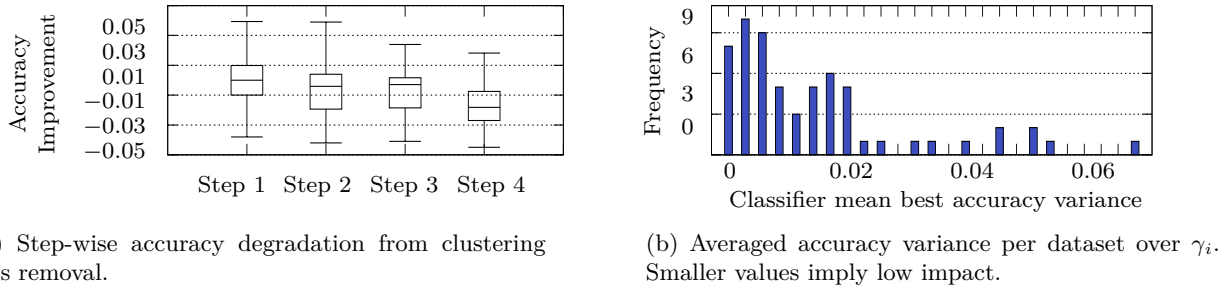 Accuracy
Improvement
0.05
0.03
0.01
−0.01
−0.03
−0.05
Step 1 Step 2 Step 3 Step 4
) Step-wise accuracy degradation from clustering
s removal.
Frequency
9
6
3
0
0 0.02 0.04 0.06
Classifier mean best accuracy variance
(b) Averaged accuracy variance per dataset over γᵢ.
Smaller values imply low impact.